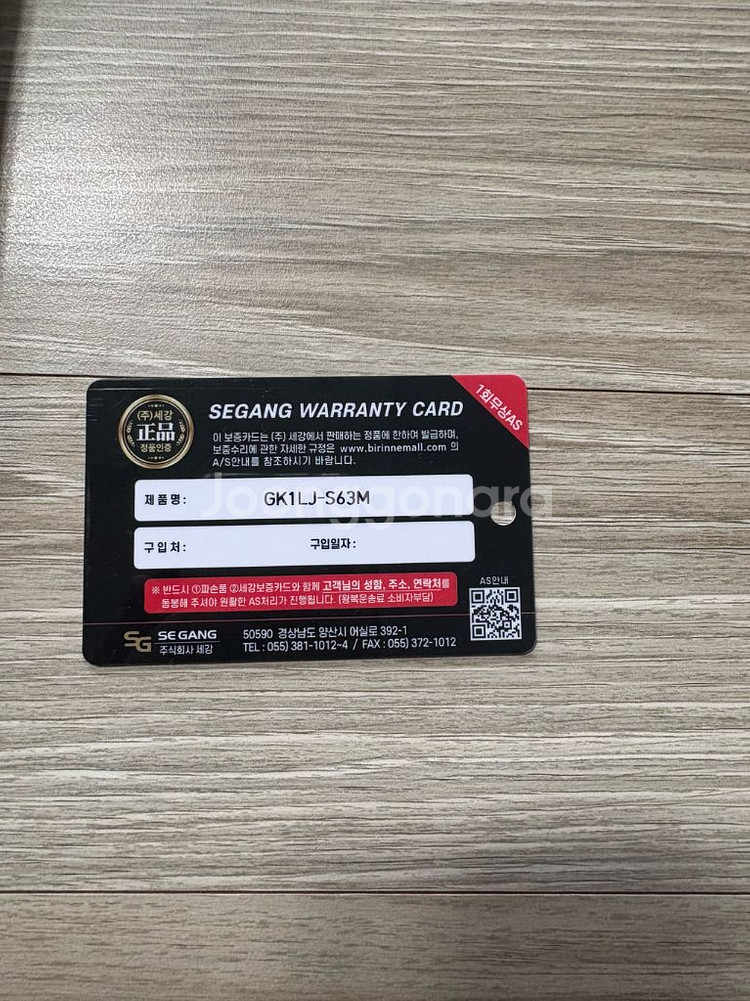 (주)세강
正品
정품인증
SEGANG WARRANTY CARD
1회무상AS
이 보증카드는 (주) 세강에서 판매하는 정품에 한하여 발급하며,
보증수리에 관한 자세한 규정은 www.birinnemall.com 의
A/S안내를 참조하시기 바랍니다.
제품명: GK1LJ-S63M
Joonggonara
구입처: 구입일자:
※ 반드시 ①파손품 ②세강보증카드와 함께 고객님의 성함, 주소, 연락처를
동봉해 주셔야 원활한 AS처리가 진행됩니다. (왕복운송료 소비자부담)
AS안내
SG SEGANG
주식회사 세강
50590 경상남도 양산시 어실로 392-1
TEL : 055) 381-1012~4 / FAX : 055) 372-1012